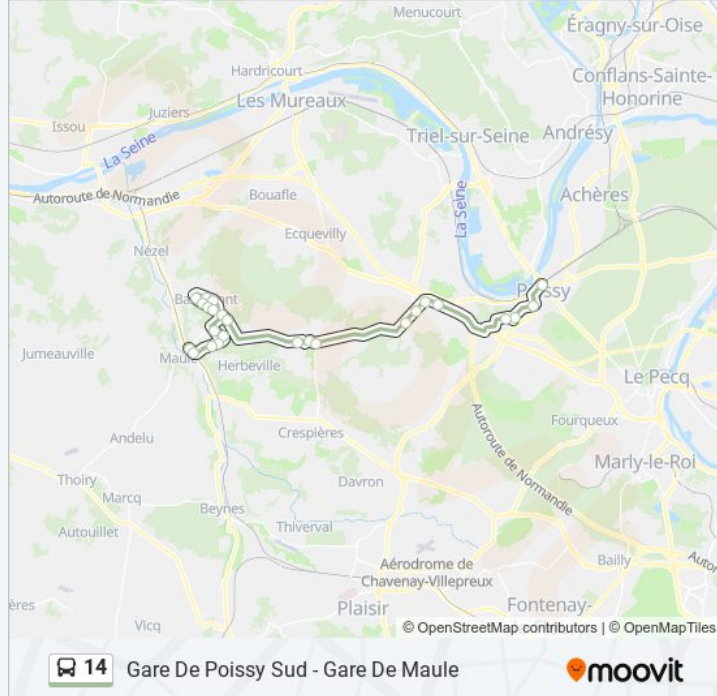 Menucourt
Éragny-sur-Oise
Hardricourt
Conflans-Sainte-
Honorine
Les Mureaux
Juziers
Issou
Triel-sur-Seine
Andrésy
La Seine
Autoroute de Normandie
Bouafle
La Seine
Achères
Ecquevilly
Nézel
Poissy
Jumeauville
Herbeville
Le Pecq
Andelu
Crespières
Fourqueux
Autoroute de Normandie
Marly-le-Roi
Thoiry
Marcq
Davron
Beynes
Autouillet
Thiverval
Aérodrome de
Chavenay-Villepreux
Bailly
Autor
ères
Vicq
Plaisir
Fontenay-
© OpenStreetMap contributors | © OpenMapTiles
14
Gare De Poissy Sud - Gare De Maule
moovit